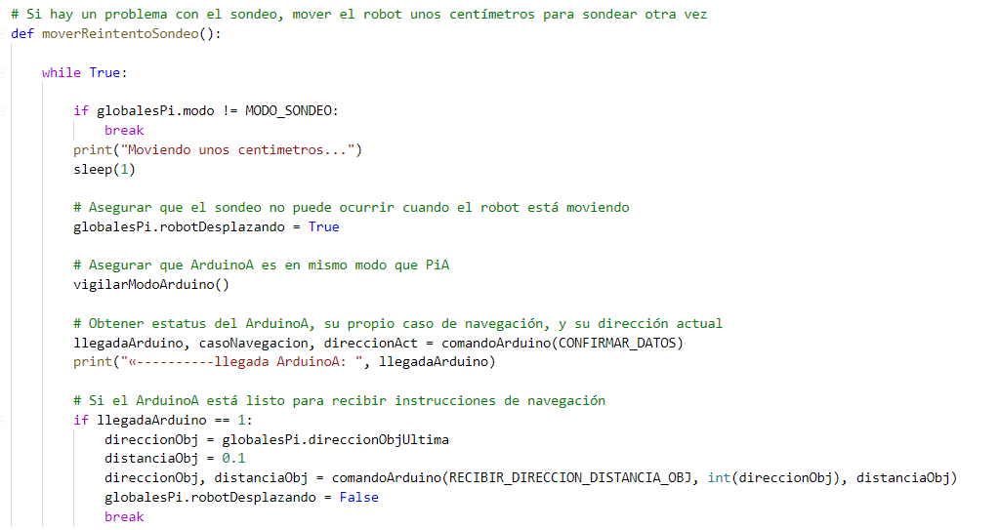 # Si hay un problema con el sondeo, mover el robot unos centímetros para sondear otra vez
def moverReintentoSondeo():
while True:
if globalesPi.modo != MODO_SONDEO:
break
print("Moviendo unos centimetros...")
sleep(1)
# Asegurar que el sondeo no puede ocurrir cuando el robot está moviendo
globalesPi.robotDesplazando = True
# Asegurar que ArduinoA es en mismo modo que PiA
vigilarModoArduino()
# Obtener estatus del ArduinoA, su propio caso de navegación, y su dirección actual
llegadaArduino, casoNavegacion, direccionAct = comandoArduino(CONFIRMAR_DATOS)
print("«----------llegada ArduinoA: ", llegadaArduino)
# Si el ArduinoA está listo para recibir instrucciones de navegación
if llegadaArduino == 1:
direccionObj = globalesPi.direccionObjUltima
distanciaObj = 0.1
direccionObj, distanciaObj = comandoArduino(RECIBIR_DIRECCION_DISTANCIA_OBJ, int(direccionObj), distanciaObj)
globalesPi.robotDesplazando = False
break